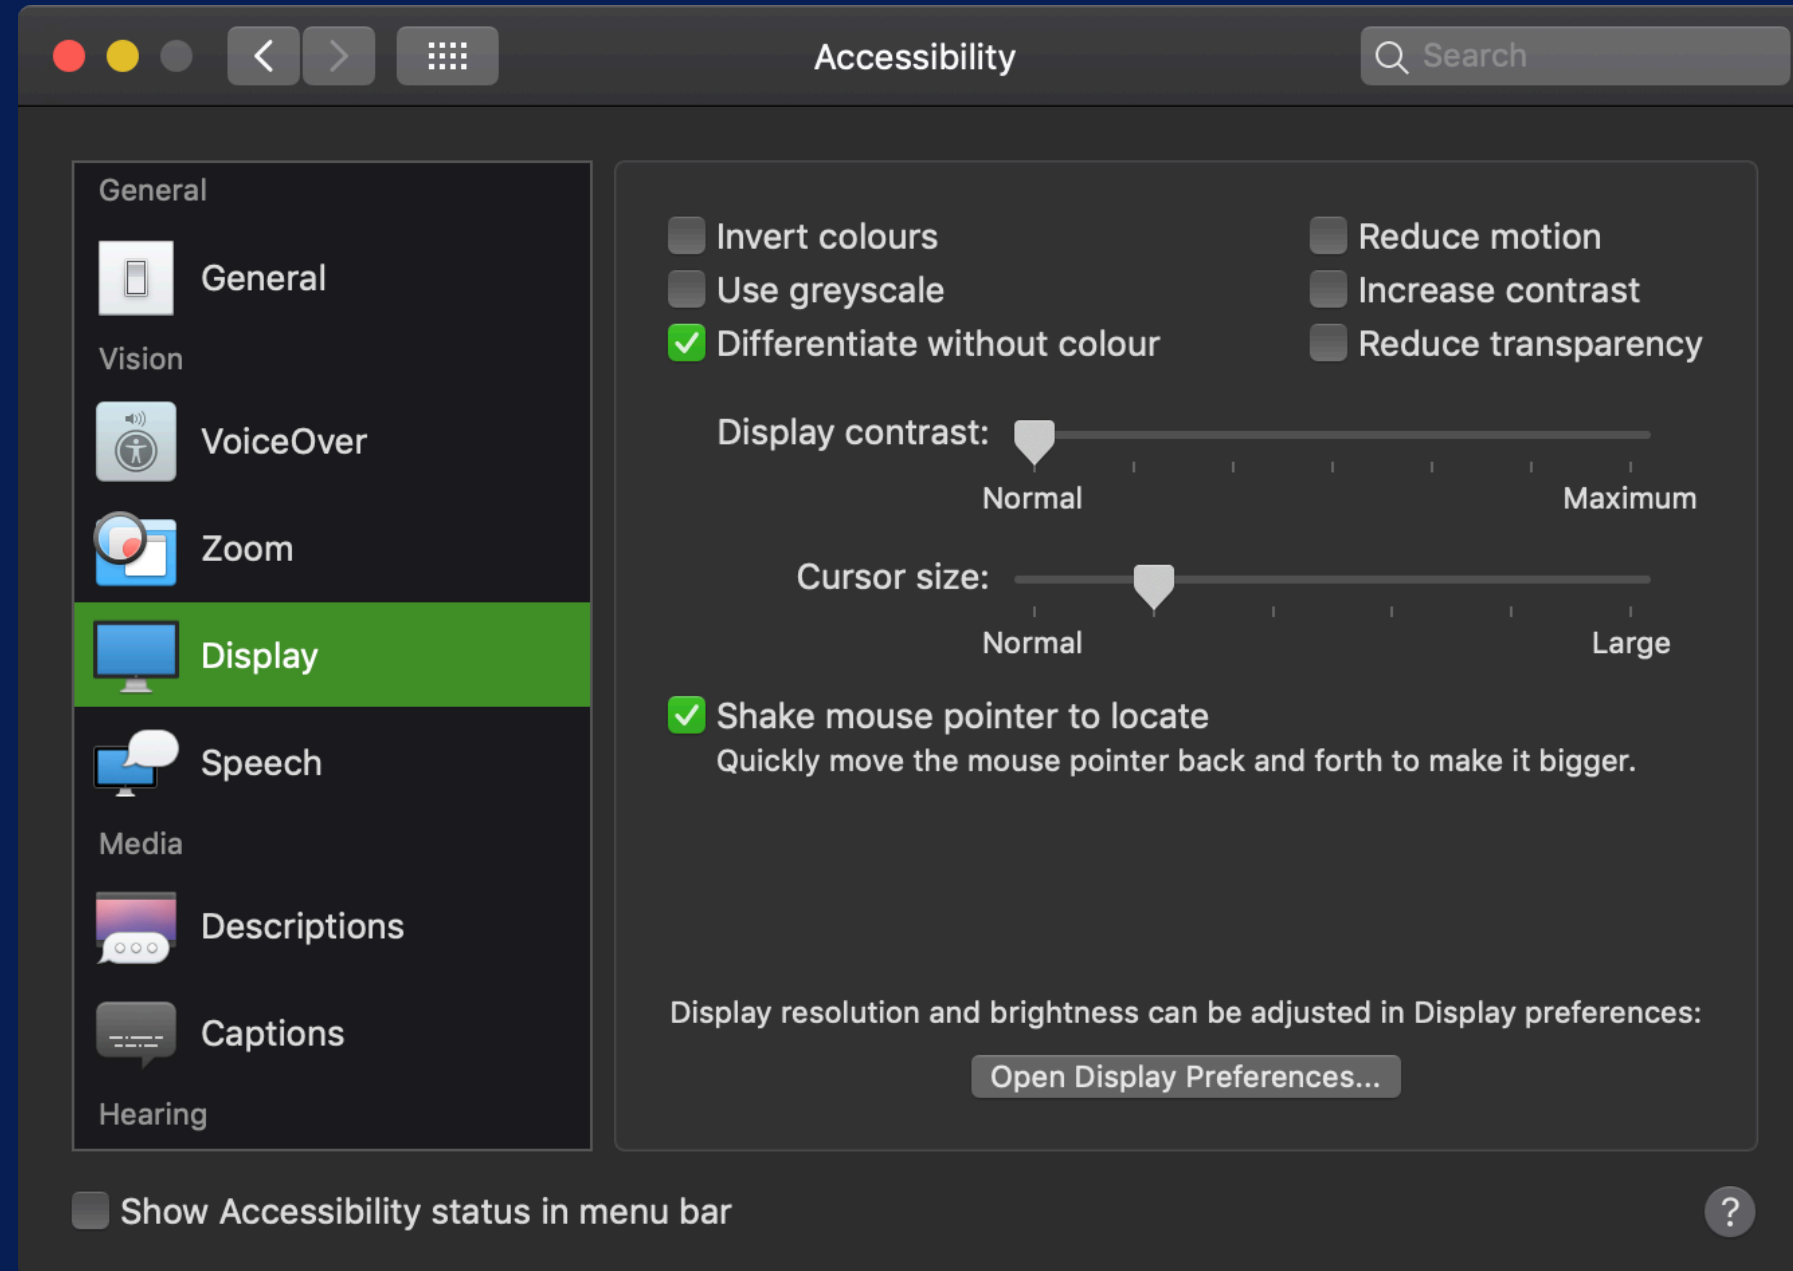 Accessibility
Search
General
General
Vision
VoiceOver
Zoom
Display
Speech
Media
Descriptions
Captions
Hearing
Invert colours
Reduce motion
Use greyscale
Increase contrast
Differentiate without colour
Reduce transparency
Display contrast:
Normal
Maximum
Cursor size:
Normal
Large
Shake mouse pointer to locate
Quickly move the mouse pointer back and forth to make it bigger.
Display resolution and brightness can be adjusted in Display preferences:
Open Display Preferences...
Show Accessibility status in menu bar
?